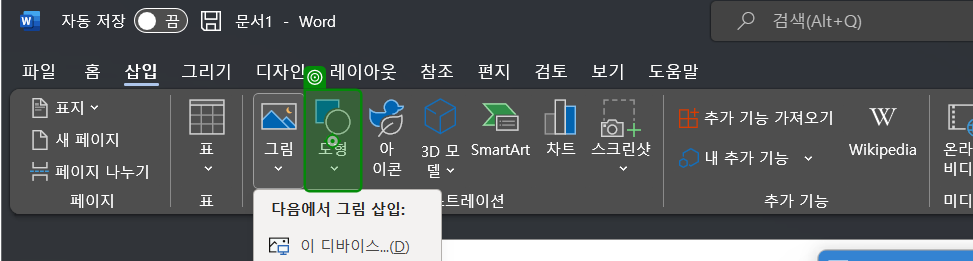 자동 저장 끔 문서1 - Word 검색(Alt+Q)
파일 홈 삽입 그리기 디자인 레이아웃 참조 편지 검토 보기 도움말
표지
새 페이지
페이지 나누기
페이지
표
표
그림
도형
아
이콘
3D 모
델
SmartArt
차트
스크린샷
스트레이션
추가 기능 가져오기
내 추가 기능
W
Wikipedia
추가 기능
온라
비디
미디
다음에서 그림 삽입:
이 디바이스...(D)